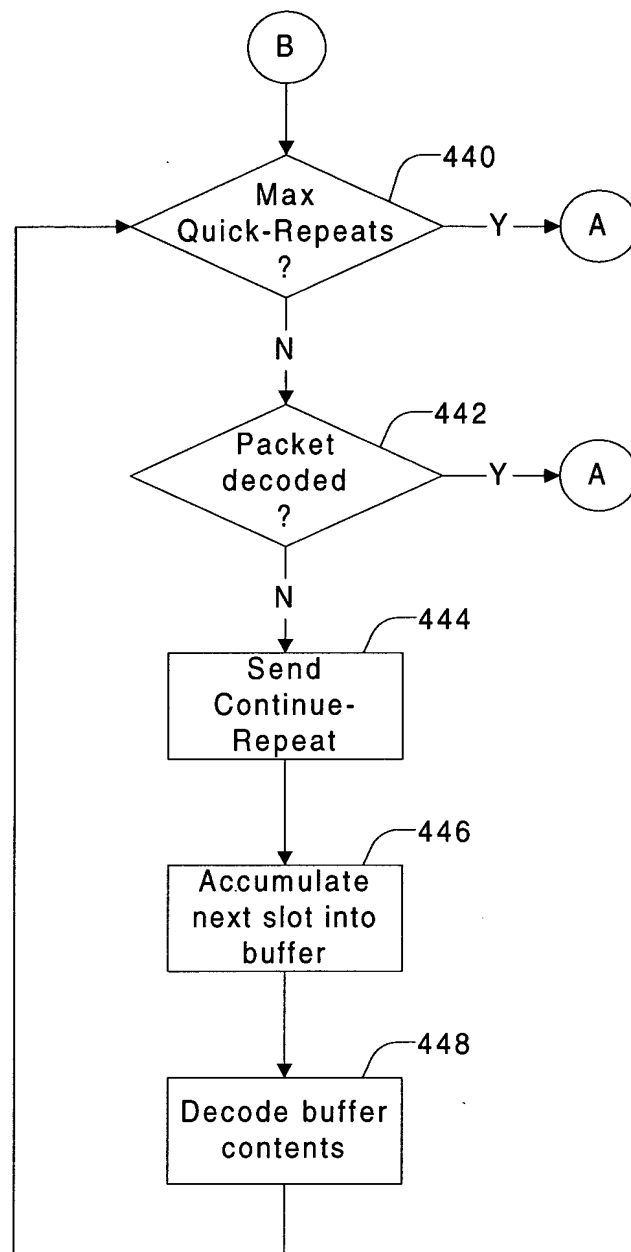 B
440
Max
Quick-Repeats
?
Y
A
N
442
Packet
decoded
?
Y
A
N
444
Send
Continue-
Repeat
446
Accumulate
next slot into
buffer
448
Decode buffer
contents